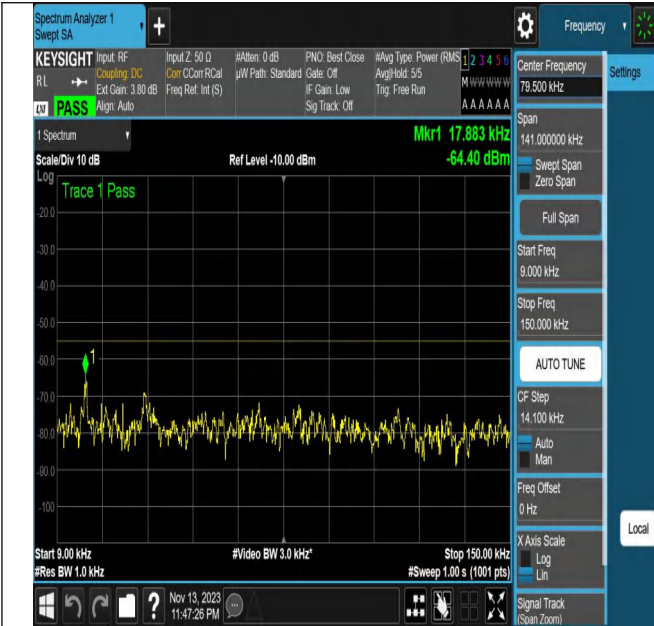 Spectrum Analyzer 1
Swept SA
+
Frequency
KEYSIGHT
RL
LXI PASS
Input: RF
Coupling: DC
Ext Gain: 3.80 dB
Align: Auto
Input Z: 50 Ω
Corr CCorr RCal
Freq Ref: Int (S)
#Atten: 0 dB
µW Path: Standard
PNO: Best Close
Gate: Off
IF Gain: Low
Sig Track: Off
#Avg Type: Power (RMS
Avg|Hold: 5/5
Trig: Free Run
1 2 3 4 5 6
M W W W W W
A A A A A A
1 Spectrum
Scale/Div 10 dB
Ref Level -10.00 dBm
Mkr1 17.883 kHz
-64.40 dBm
Log
Trace 1 Pass
-20.0
-30.0
-40.0
-50.0
-60.0
-70.0
-80.0
-90.0
-100
1
Start 9.00 kHz
#Video BW 3.0 kHz*
Stop 150.00 kHz
#Res BW 1.0 kHz
#Sweep 1.00 s (1001 pts)
?
Nov 13, 2023
11:47:26 PM
Center Frequency
79.500 kHz
Settings
Span
141.000000 kHz
Swept Span
Zero Span
Full Span
Start Freq
9.000 kHz
Stop Freq
150.000 kHz
AUTO TUNE
CF Step
14.100 kHz
Auto
Man
Freq Offset
0 Hz
X Axis Scale
Log
Lin
Local
Signal Track
(Span Zoom)